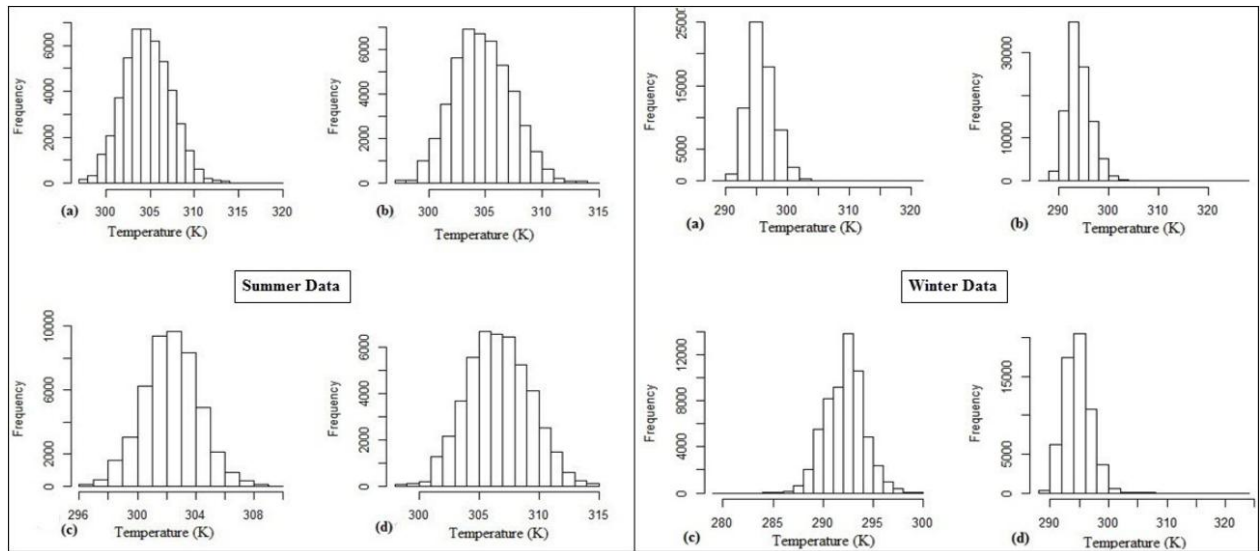 Frequency
0 2000 4000 6000
300 305 310 315 320
(a) Temperature (K)
Frequency
0 2000 4000 6000
300 305 310 315
(b) Temperature (K)
Summer Data
Frequency
0 2000 6000 10000
296 300 304 308
(c) Temperature (K)
Frequency
0 2000 4000 6000
300 305 310 315
(d) Temperature (K)
Frequency
0 5000 15000 25000
290 300 310 320
(a) Temperature (K)
Frequency
0 10000 30000
290 300 310 320
(b) Temperature (K)
Winter Data
Frequency
0 4000 8000 12000
280 285 290 295 300
(c) Temperature (K)
Frequency
0 5000 15000
290 300 310 320
(d) Temperature (K)